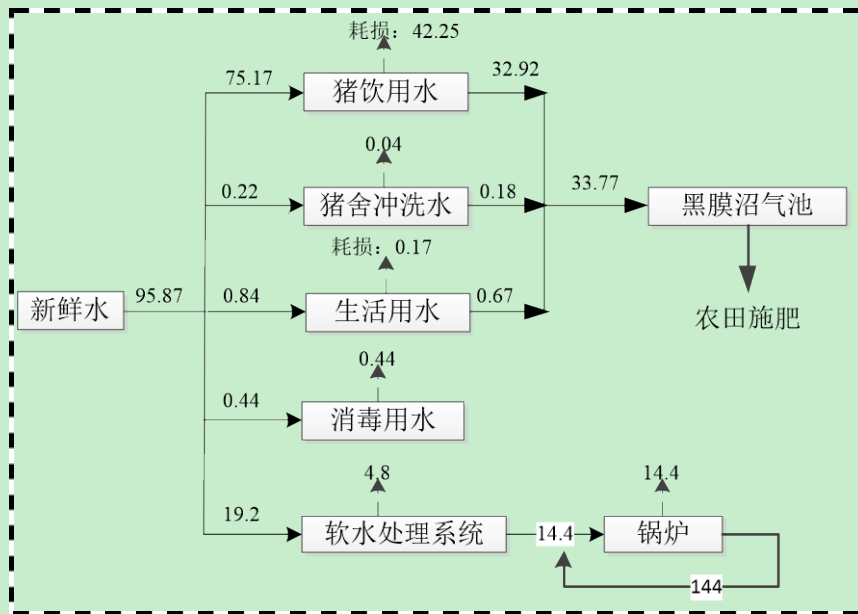 耗损：42.25
75.17
猪饮用水
32.92
0.04
0.22
猪舍冲洗水
0.18
33.77
黑膜沼气池
耗损：0.17
新鲜水
95.87
0.84
生活用水
0.67
农田施肥
0.44
0.44
消毒用水
4.8
14.4
19.2
软水处理系统
14.4
锅炉
144